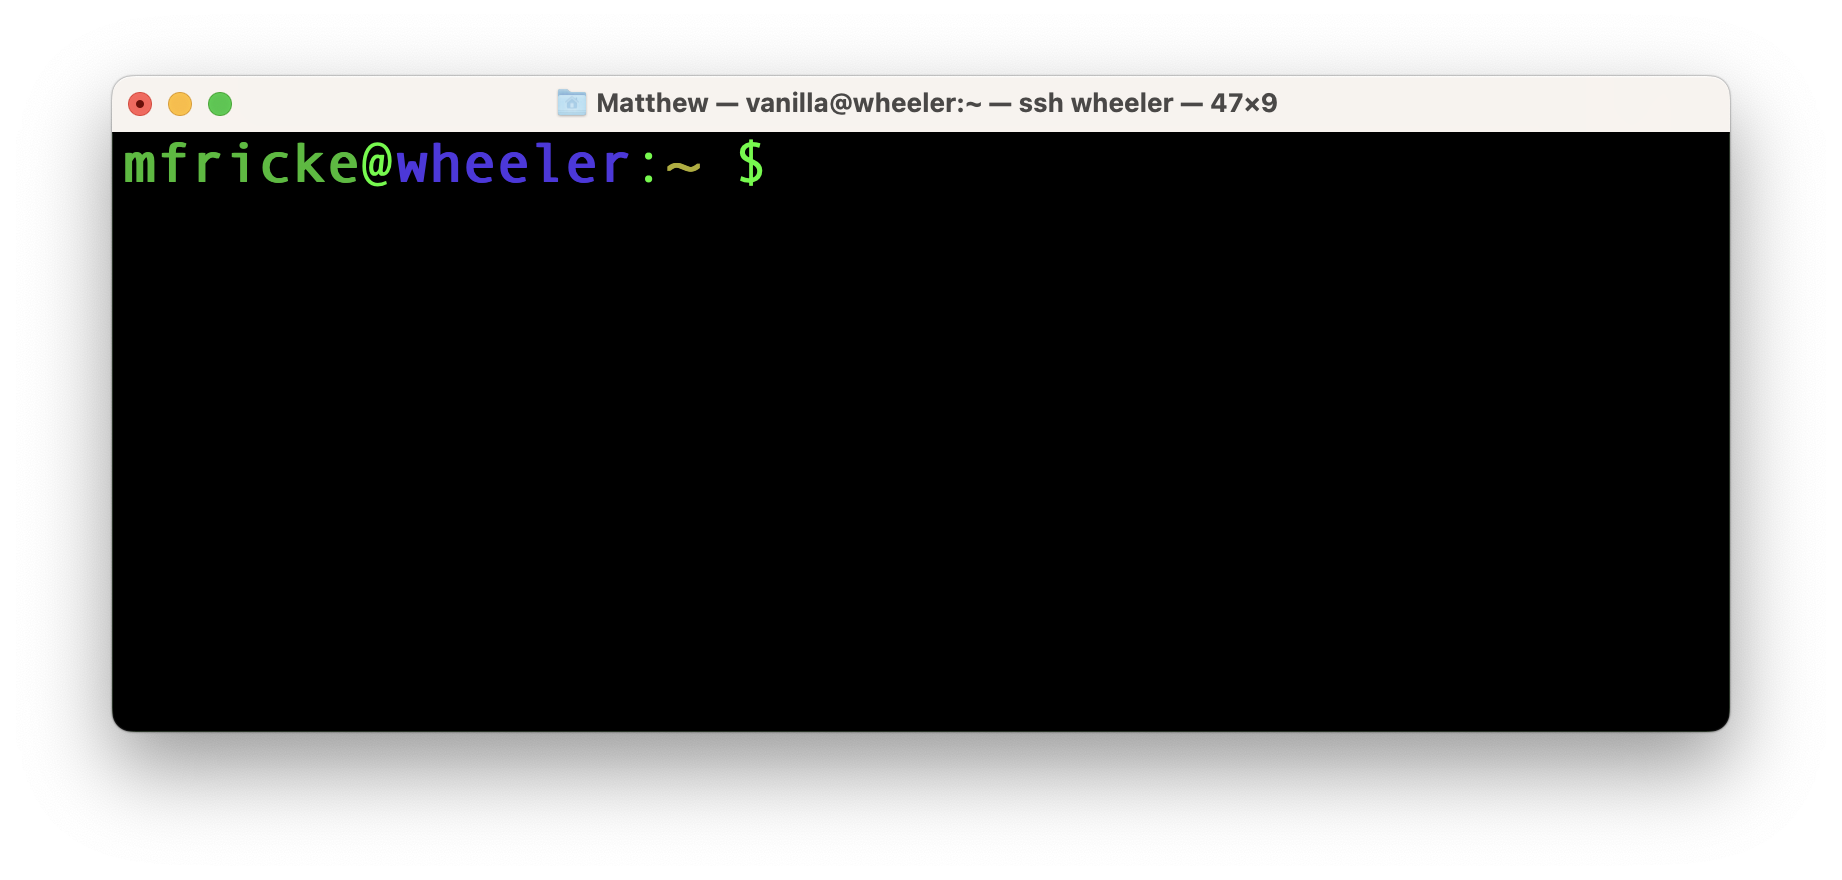 Matthew — vanilla@wheeler:~ — ssh wheeler — 47×9
mfricke@wheeler:~ $